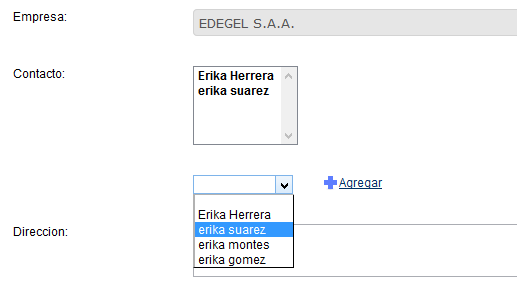 Empresa:
EDEGEL S.A.A.
Contacto:
Erika Herrera
erika suarez
Agregar
Erika Herrera
erika suarez
erika montes
erika gomez
Direccion: